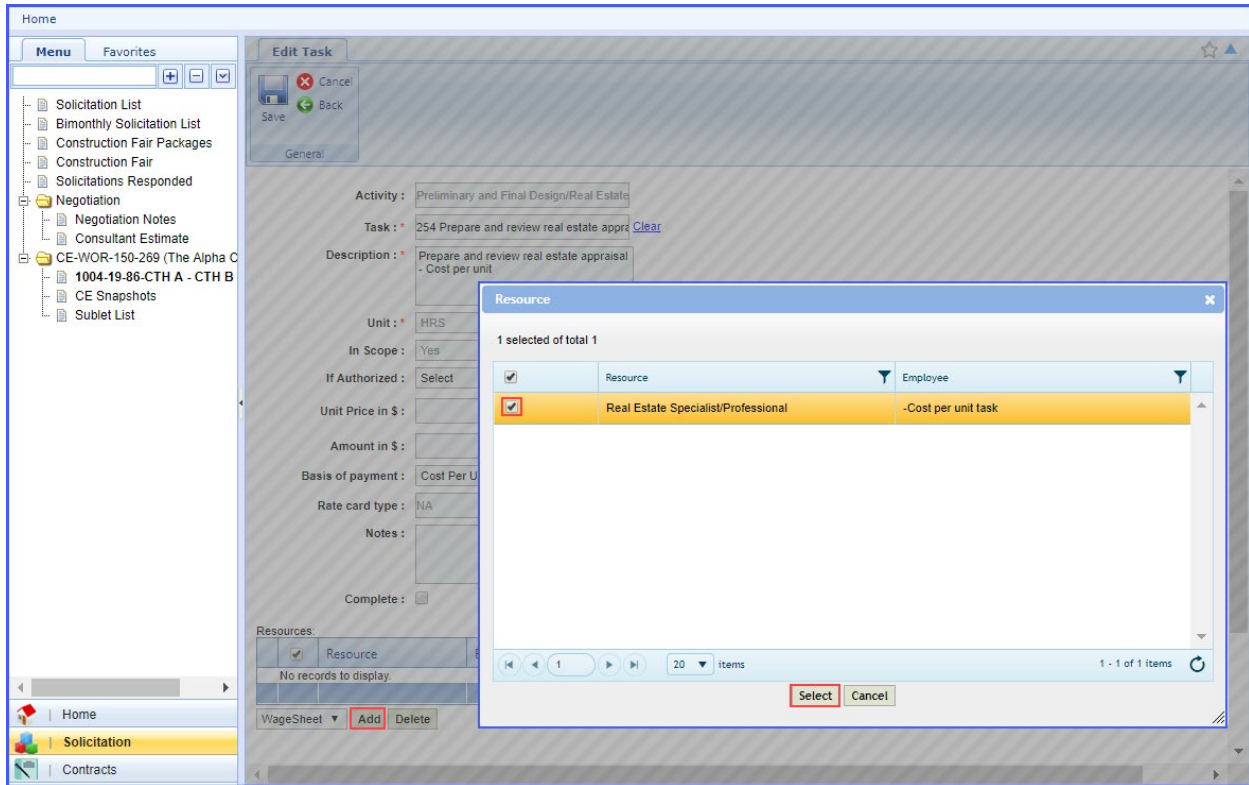 Home
Menu
Favorites
Solicitation List
Bimonthly Solicitation List
Construction Fair Packages
Construction Fair
Solicitations Responded
Negotiation
Negotiation Notes
Consultant Estimate
CE-WOR-150-269 (The Alpha C
1004-19-86-CTH A - CTH B
CE Snapshots
Sublet List
| Home
| Solicitation
| Contracts
Edit Task
Save
Cancel
Back
General
Activity : Preliminary and Final Design/Real Estate
Task : * 254 Prepare and review real estate appra Clear
Description : * Prepare and review real estate appraisal
- Cost per unit
Unit : * HRS
In Scope : Yes
If Authorized : Select
Unit Price in $ :
Amount in $ :
Basis of payment : Cost Per U
Rate card type : NA
Notes :
Complete :
Resources:
Resource
No records to display.
WageSheet Add Delete
Resource
1 selected of total 1
Resource Employee
Real Estate Specialist/Professional -Cost per unit task
1 20 items 1 - 1 of 1 items
Select Cancel